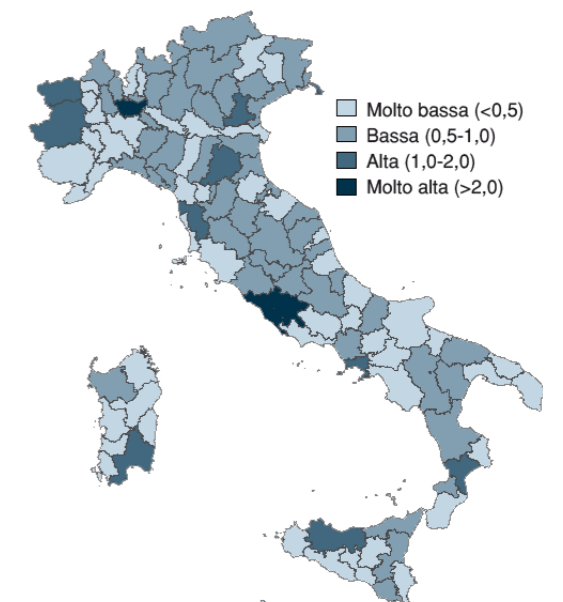 Molto bassa (<0,5)
Bassa (0,5-1,0)
Alta (1,0-2,0)
Molto alta (>2,0)